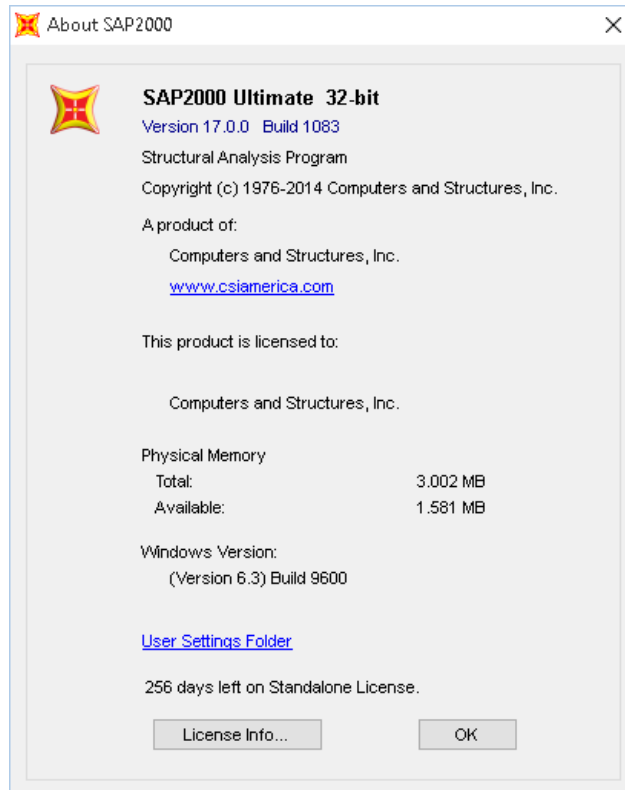 About SAP2000
SAP2000 Ultimate 32-bit
Version 17.0.0 Build 1083
Structural Analysis Program
Copyright (c) 1976-2014 Computers and Structures, Inc.
A product of:
Computers and Structures, Inc.
www.csiamerica.com
This product is licensed to:
Computers and Structures, Inc.
Physical Memory
Total: 3.002 MB
Available: 1.581 MB
Windows Version:
(Version 6.3) Build 9600
User Settings Folder
256 days left on Standalone License.
License Info... OK